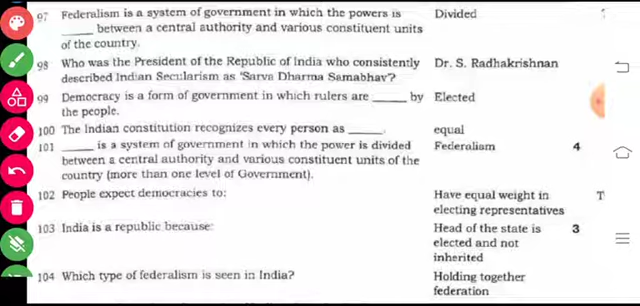 97 Federalism is a system of government in which the powers is Divided
_____ between a central authority and various constituent units
of the country.
98 Who was the President of the Republic of India who consistently Dr. S. Radhakrishnan
described Indian Secularism as 'Sarva Dharma Samabhav'?
99 Democracy is a form of government in which rulers are _____ by Elected
the people.
100 The Indian constitution recognizes every person as _____. equal
101 _____ is a system of government in which the power is divided Federalism 4
between a central authority and various constituent units of the
country (more than one level of Government).
102 People expect democracies to: Have equal weight in T
electing representatives
103 India is a republic because: Head of the state is 3
elected and not
inherited
104 Which type of federalism is seen in India? Holding together
federation